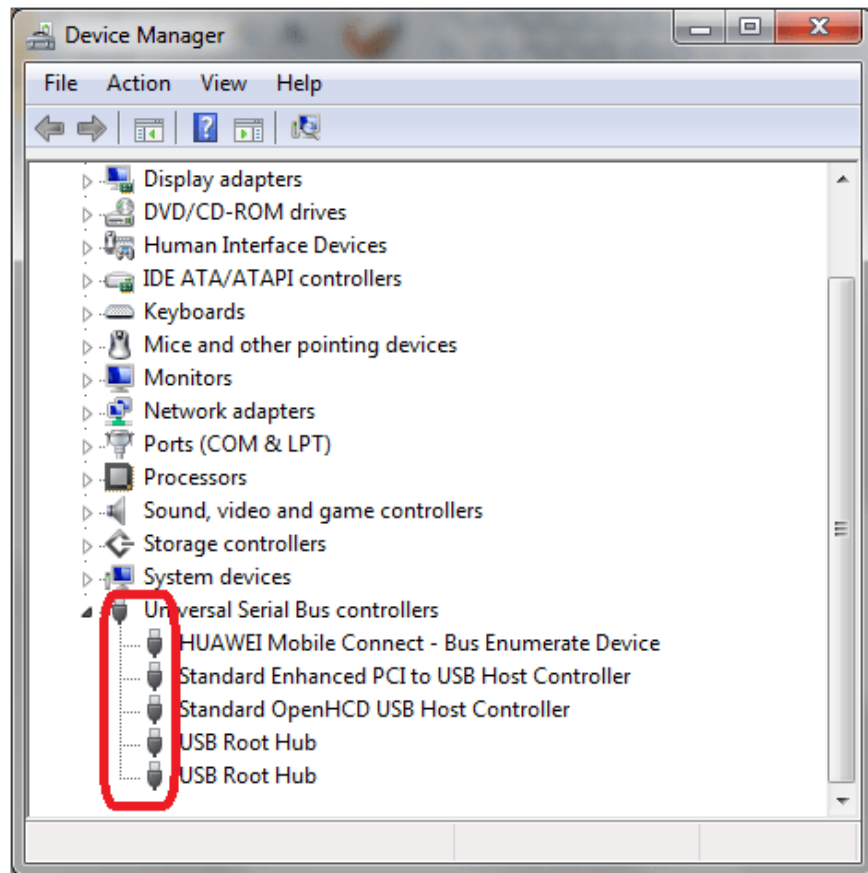 Device Manager
File Action View Help
Display adapters
DVD/CD-ROM drives
Human Interface Devices
IDE ATA/ATAPI controllers
Keyboards
Mice and other pointing devices
Monitors
Network adapters
Ports (COM & LPT)
Processors
Sound, video and game controllers
Storage controllers
System devices
Universal Serial Bus controllers
HUAWEI Mobile Connect - Bus Enumerate Device
Standard Enhanced PCI to USB Host Controller
Standard OpenHCD USB Host Controller
USB Root Hub
USB Root Hub